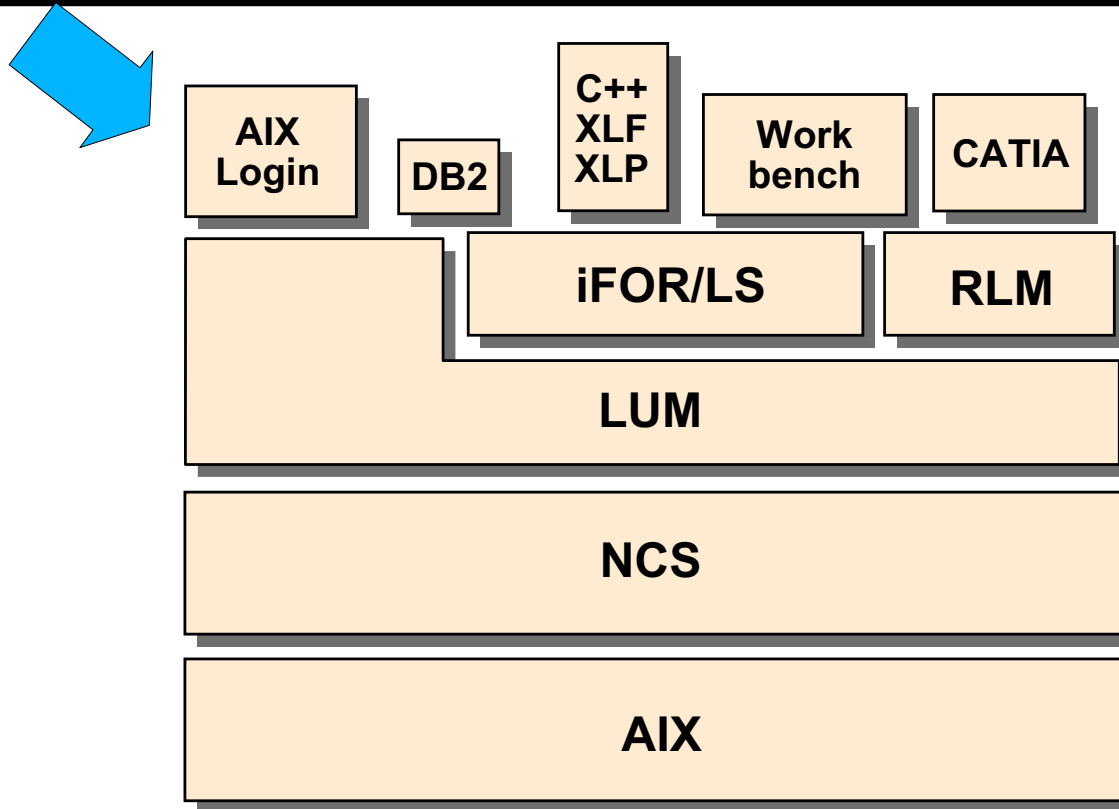 AIX
Login
DB2
C++
XLF
XLP
Work
bench
CATIA
iFOR/LS
RLM
LUM
NCS
AIX